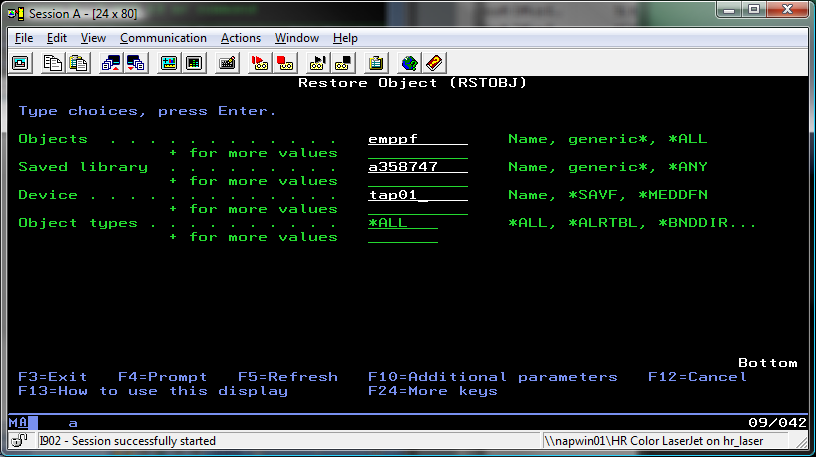 Session A - [24 x 80]
File Edit View Communication Actions Window Help
Restore Object (RSTOBJ)
Type choices, press Enter.
Objects . . . . . . . . . . . . emppf Name, generic*, *ALL
+ for more values
Saved library . . . . . . . . . a358747 Name, generic*, *ANY
+ for more values
Device . . . . . . . . . . . . . tap01_ Name, *SAVF, *MEDDFN
+ for more values
Object types . . . . . . . . . . *ALL *ALL, *ALRTBL, *BNDDIR...
+ for more values
Bottom
F3=Exit F4=Prompt F5=Refresh F10=Additional parameters F12=Cancel
F13=How to use this display F24=More keys
MA a 09/042
I902 - Session successfully started \\napwin01\HR Color LaserJet on hr_laser